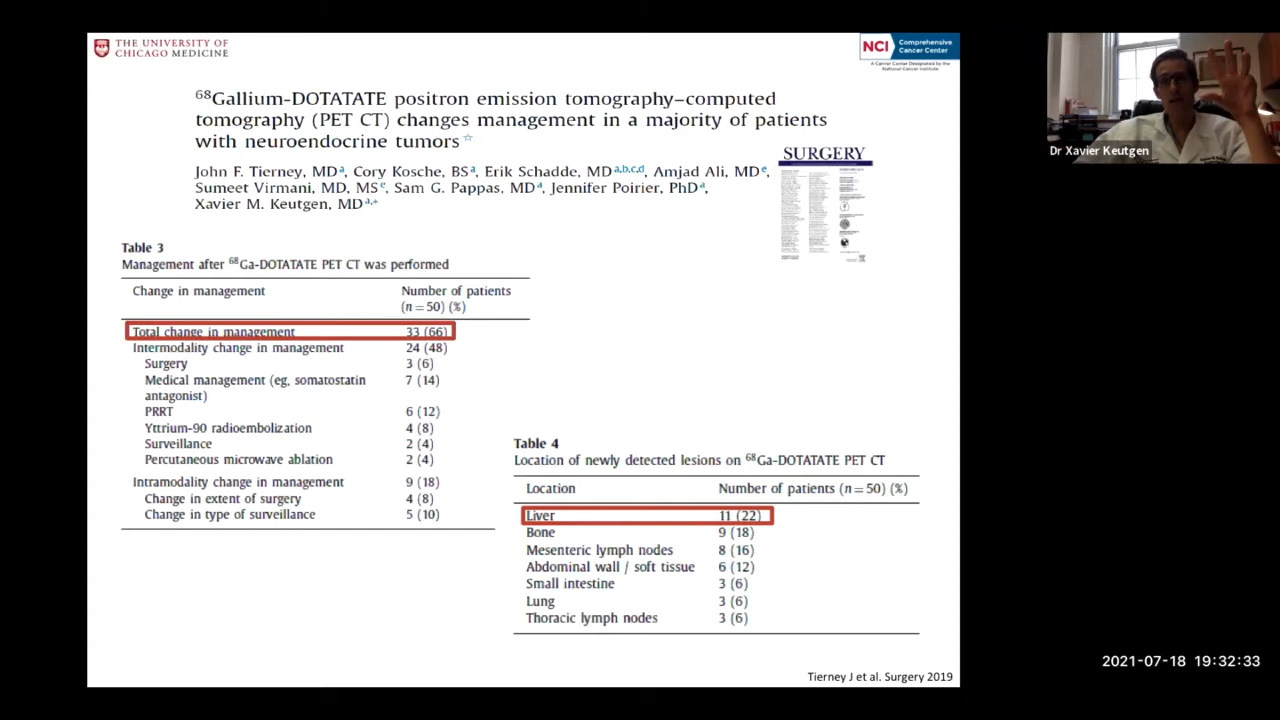 THE UNIVERSITY OF
CHICAGO MEDICINE
NCI
Comprehensive
Cancer Center
A Cancer Center Designated by the
National Cancer Institute
68Gallium-DOTATATE positron emission tomography–computed
tomography (PET CT) changes management in a majority of patients
with neuroendocrine tumors☆
John F. Tierney, MDa, Cory Kosche, BSa, Erik Schadde, MDa,b,c,d, Amjad Ali, MDe,
Sumeet Virmani, MD, MSe, Sam G. Pappas, MDa, Jennifer Poirier, PhDa,
Xavier M. Keutgen, MDa,*
SURGERY
Dr Xavier Keutgen
Table 3
Management after 68Ga-DOTATATE PET CT was performed
Change in management Number of patients
(n = 50) (%)
Total change in management 33 (66)
Intermodality change in management 24 (48)
Surgery 3 (6)
Medical management (eg, somatostatin 7 (14)
antagonist)
PRRT 6 (12)
Yttrium-90 radioembolization 4 (8)
Surveillance 2 (4)
Percutaneous microwave ablation 2 (4)
Intramodality change in management 9 (18)
Change in extent of surgery 4 (8)
Change in type of surveillance 5 (10)
Table 4
Location of newly detected lesions on 68Ga-DOTATATE PET CT
Location Number of patients (n = 50) (%)
Liver 11 (22)
Bone 9 (18)
Mesenteric lymph nodes 8 (16)
Abdominal wall / soft tissue 6 (12)
Small intestine 3 (6)
Lung 3 (6)
Thoracic lymph nodes 3 (6)
Tierney J et al. Surgery 2019
2021-07-18 19:32:33